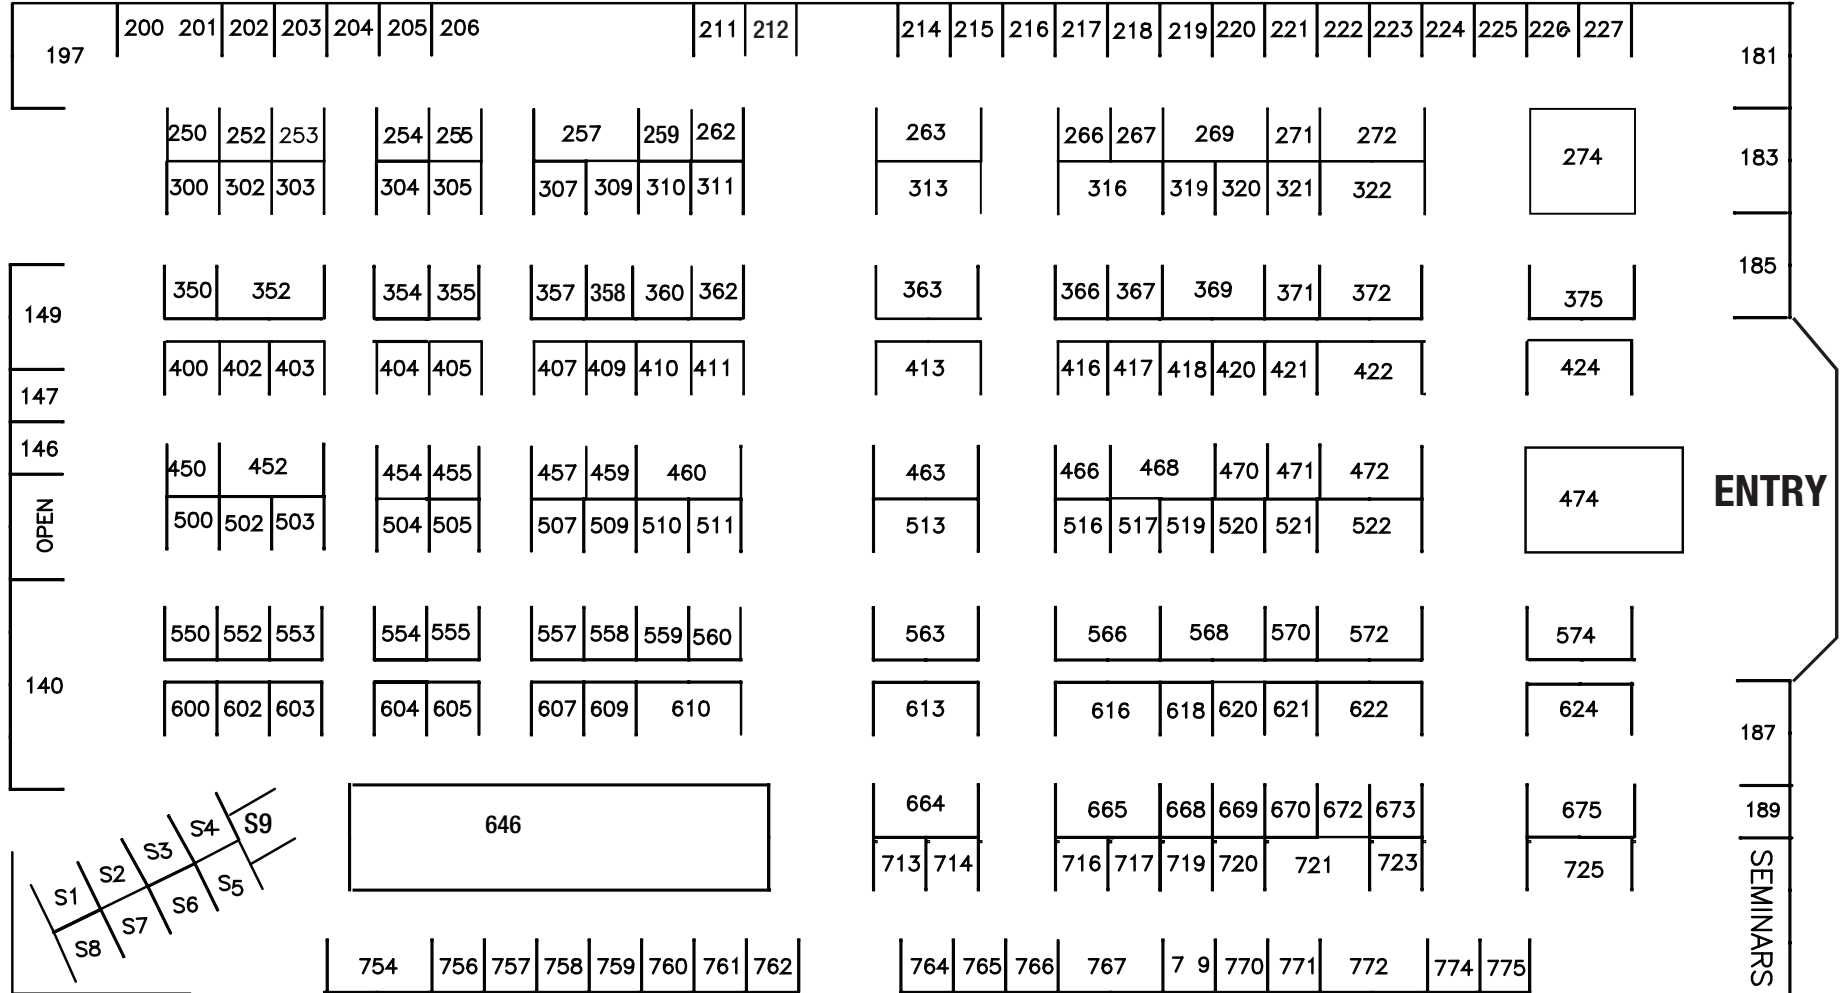 200 201 202 203 204 205 206 211 212 214 215 216 217 218 219 220 221 222 223 224 225 226 227
197 181
250 252 253 254 255 257 259 262 263 266 267 269 271 272
274 183
300 302 303 304 305 307 309 310 311 313 316 319 320 321 322
185
350 352 354 355 357 358 360 362 363 366 367 369 371 372 375
149
400 402 403 404 405 407 409 410 411 413 416 417 418 420 421 422 424
147
146
450 452 454 455 457 459 460 463 466 468 470 471 472
474 ENTRY
OPEN
500 502 503 504 505 507 509 510 511 513 516 517 519 520 521 522
550 552 553 554 555 557 558 559 560 563 566 568 570 572 574
140
600 602 603 604 605 607 609 610 613 616 618 620 621 622 624
187
664 665 668 669 670 672 673 675 189
646
S4 S9
S3
S2
S1
S5
S6
S7
S8
713 714 716 717 719 720 721 723 725
SEMINARS
754 756 757 758 759 760 761 762 764 765 766 767 7 9 770 771 772 774 775